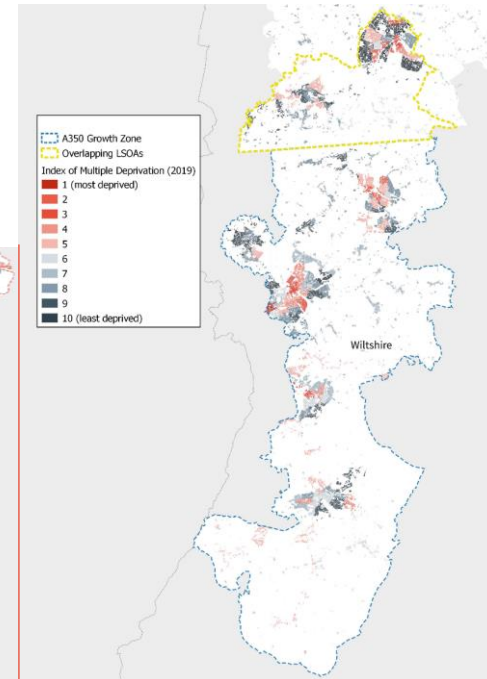 A350 Growth Zone
Overlapping LSOAs
Index of Multiple Deprivation (2019)
1 (most deprived)
2
3
4
5
6
7
8
9
10 (least deprived)
Wiltshire